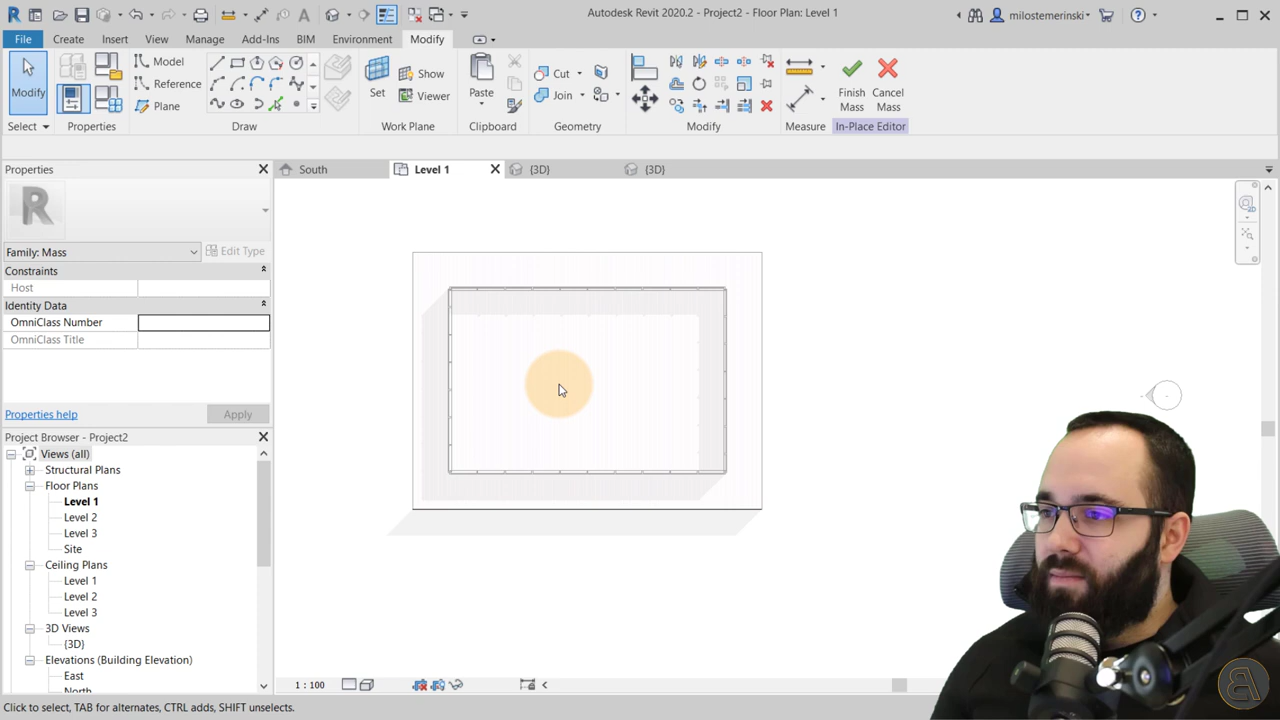 Autodesk Revit 2020.2 - Project2 - Floor Plan: Level 1
milostemerinski
File
Create
Insert
View
Manage
Add-Ins
BIM
Environment
Modify
Modify
Select
Properties
Model
Reference
Plane
Draw
Set
Show
Viewer
Work Plane
Paste
Clipboard
Cut
Join
Geometry
Modify
Measure
Finish
Mass
Cancel
Mass
In-Place Editor
Properties
South
Level 1
{3D}
{3D}
Family: Mass
Edit Type
Constraints
Host
Identity Data
OmniClass Number
OmniClass Title
Properties help
Apply
Project Browser - Project2
Views (all)
Structural Plans
Floor Plans
Level 1
Level 2
Level 3
Site
Ceiling Plans
Level 1
Level 2
Level 3
3D Views
{3D}
Elevations (Building Elevation)
East
North
1 : 100
Click to select, TAB for alternates, CTRL adds, SHIFT unselects.